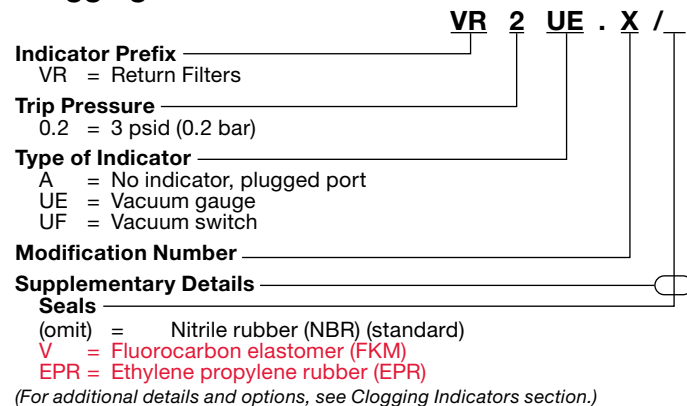 VR 2 UE . X /
Indicator Prefix
VR = Return Filters
Trip Pressure
0.2 = 3 psid (0.2 bar)
Type of Indicator
A = No indicator, plugged port
UE = Vacuum gauge
UF = Vacuum switch
Modification Number
Supplementary Details
Seals
(omit) = Nitrile rubber (NBR) (standard)
V = Fluorocarbon elastomer (FKM)
EPR = Ethylene propylene rubber (EPR)
(For additional details and options, see Clogging Indicators section.)